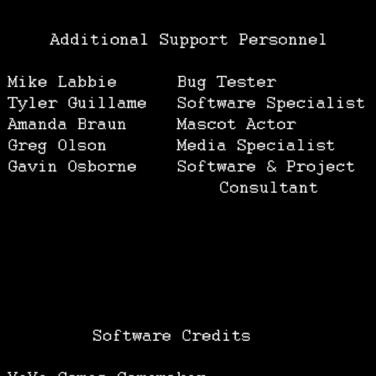 Additional Support Personnel
Mike Labbie Bug Tester
Tyler Guillame Software Specialist
Amanda Braun Mascot Actor
Greg Olson Media Specialist
Gavin Osborne Software & Project
Consultant
Software Credits